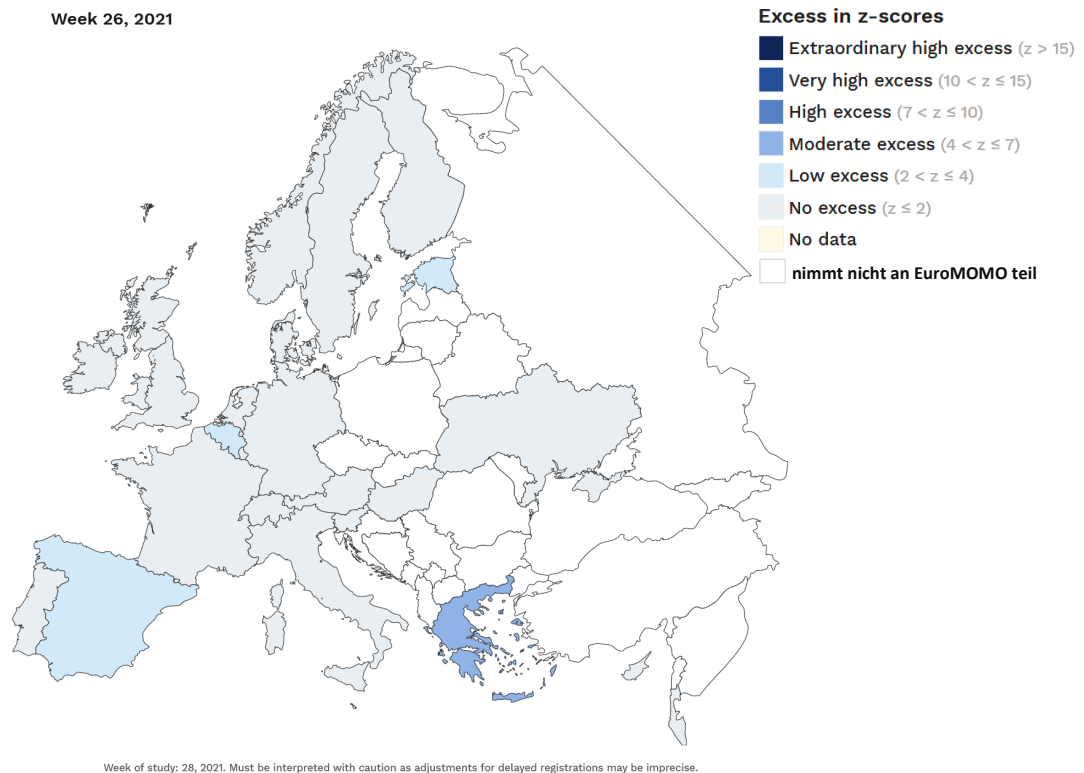 Week 26, 2021
Excess in z-scores
Extraordinary high excess (z > 15)
Very high excess (10 < z ≤ 15)
High excess (7 < z ≤ 10)
Moderate excess (4 < z ≤ 7)
Low excess (2 < z ≤ 4)
No excess (z ≤ 2)
No data
nimmt nicht an EuroMOMO teil
Week of study: 28, 2021. Must be interpreted with caution as adjustments for delayed registrations may be imprecise.